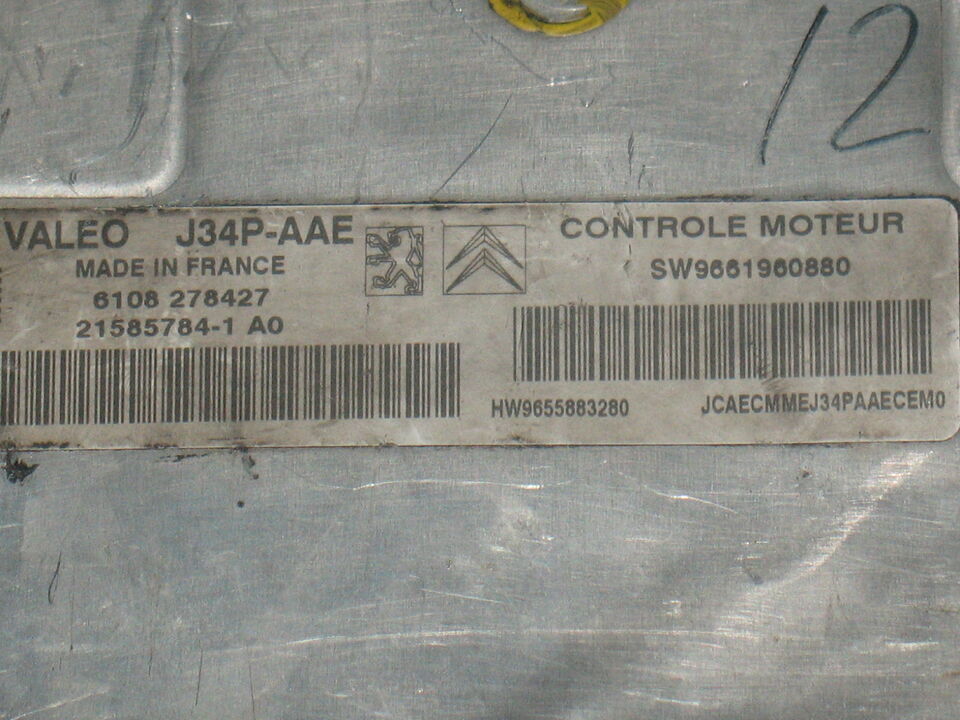 12
VALEO J34P-AAE
MADE IN FRANCE
6108 278427
21585784-1 A0
CONTROLE MOTEUR
SW9661960880
HW9655883280 JCAECMMEJ34PAAECEM0